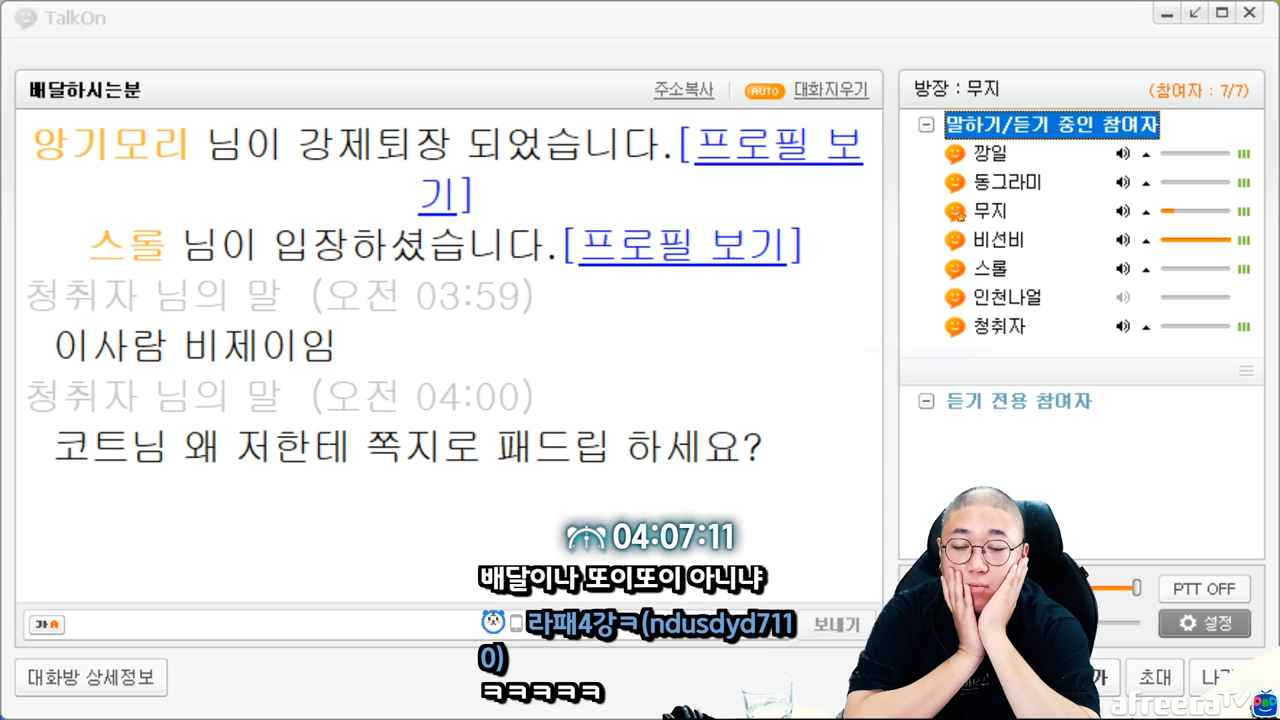 TalkOn
배달하시는분
주소복사
AUTO 대화지우기
앙기모리 님이 강제퇴장 되었습니다.[프로필 보
기]
스롤 님이 입장하셨습니다.[프로필 보기]
청취자 님의 말 (오전 03:59)
이사람 비제이임
청취자 님의 말 (오전 04:00)
코트님 왜 저한테 쪽지로 패드립 하세요?
04:07:11
배달이나 또이또이 아니냐
라패4강ㅋ(ndusdyd711
0)
ㅋㅋㅋㅋㅋ
가 A
보내기
대화방 상세정보
방장 : 무지
(참여자 : 7/7)
말하기/듣기 중인 참여자
깡일
동그라미
무지
비선비
스롤
인천나얼
청취자
듣기 전용 참여자
PTT OFF
설정
초대
afreecaTV